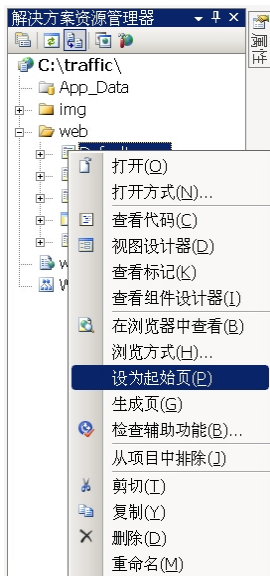 解决方案资源管理器
属性
C:\traffic\
App_Data
img
web
打开(O)
打开方式(N)...
查看代码(C)
视图设计器(D)
查看标记(K)
查看组件设计器(I)
在浏览器中查看(B)
浏览方式(H)...
设为起始页(P)
生成页(G)
检查辅助功能(B)...
从项目中排除(J)
剪切(T)
复制(Y)
删除(D)
重命名(M)